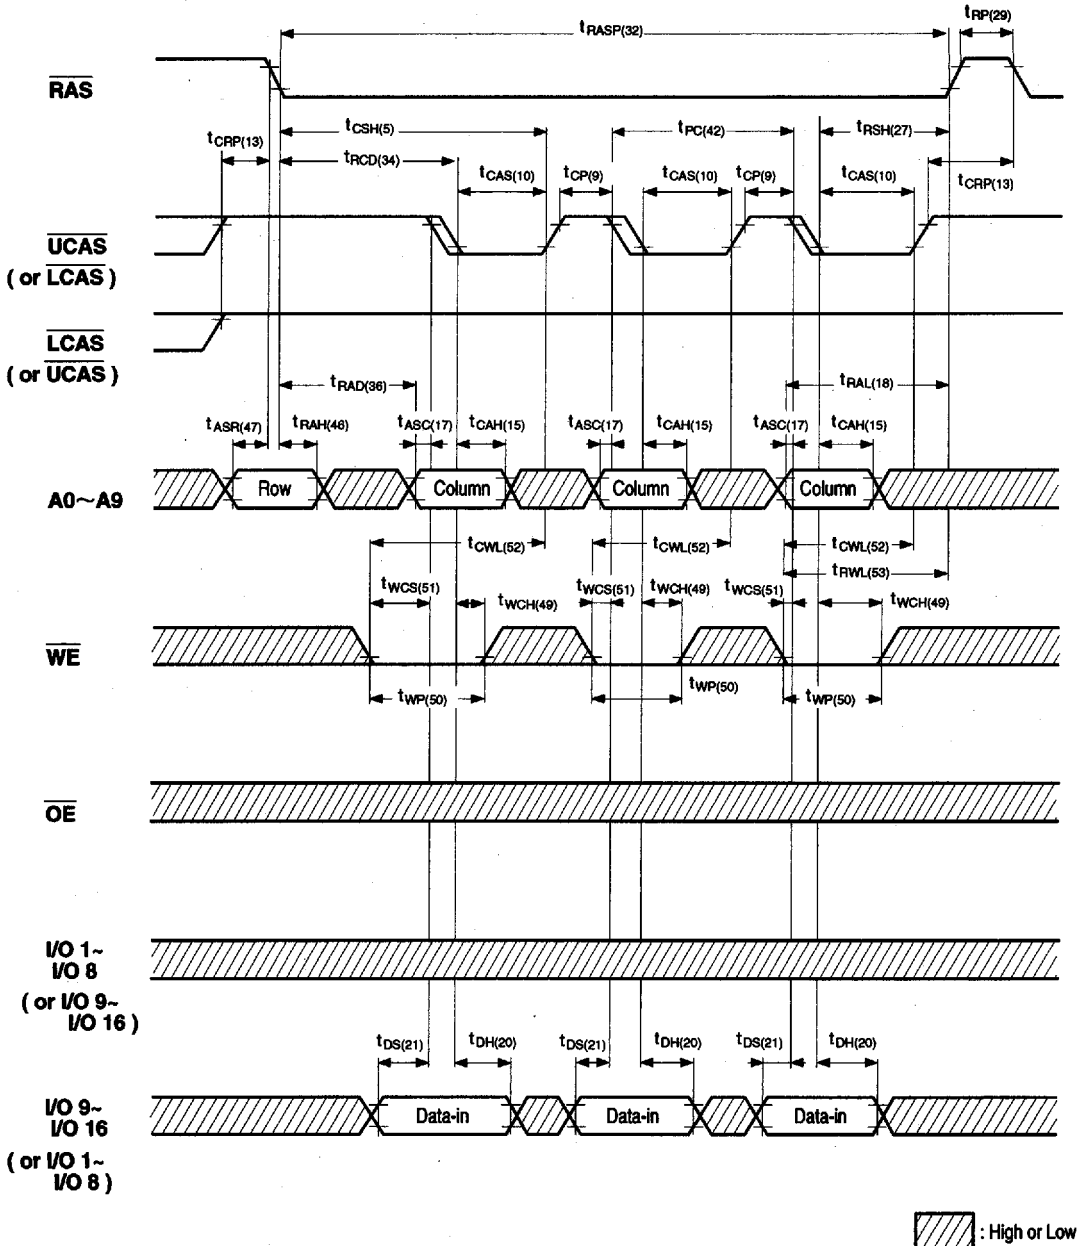 tRASP(32)
tRP(29)
RAS
tCRP(13)
tCSH(5)
tPC(42)
tRSH(27)
tRCD(34)
tCAS(10)
tCP(9)
tCAS(10)
tCP(9)
tCAS(10)
tCRP(13)
UCAS
( or LCAS )
LCAS
( or UCAS )
tRAD(36)
tRAL(18)
tASR(47)
tRAH(46)
tASC(17)
tCAH(15)
tASC(17)
tCAH(15)
tASC(17)
tCAH(15)
A0~A9
Row
Column
Column
Column
tCWL(52)
tCWL(52)
tCWL(52)
tRWL(53)
tWCS(51)
tWCH(49)
tWCS(51)
tWCH(49)
tWCS(51)
tWCH(49)
WE
tWP(50)
tWP(50)
tWP(50)
OE
I/O 1~
I/O 8
( or I/O 9~
I/O 16 )
tDS(21)
tDH(20)
tDS(21)
tDH(20)
tDS(21)
tDH(20)
I/O 9~
I/O 16
Data-in
Data-in
Data-in
( or I/O 1~
I/O 8 )
: High or Low